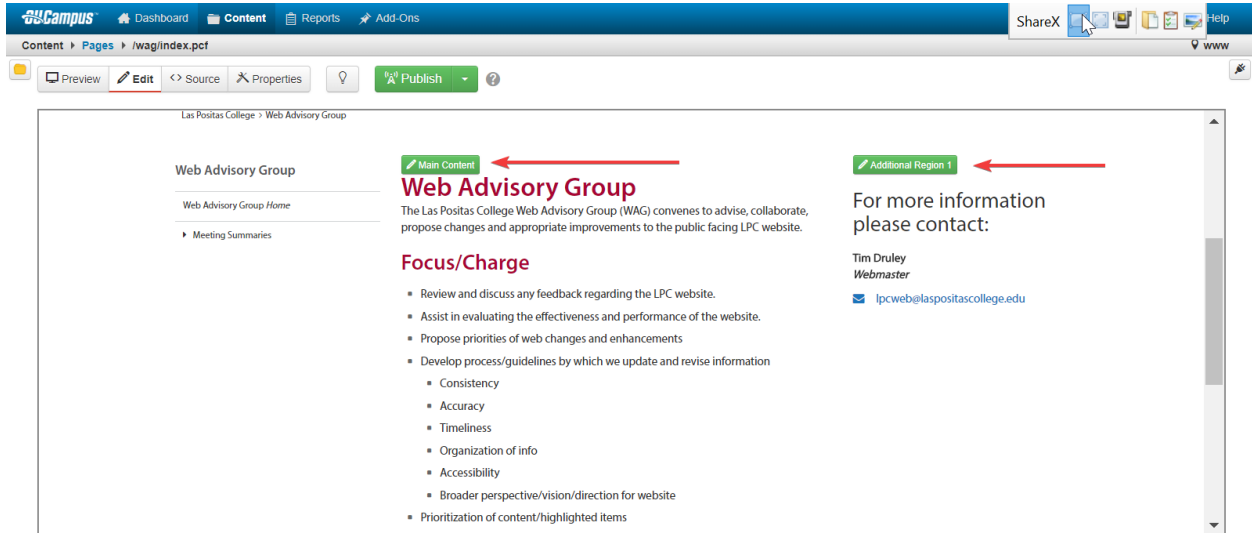 OUCampus Dashboard Content Reports Add-Ons ShareX Help
Content Pages /wag/index.pcf www
Preview Edit Source Properties Publish
Las Positas College > Web Advisory Group
Web Advisory Group
Web Advisory Group Home
Meeting Summaries
Main Content
Web Advisory Group
The Las Positas College Web Advisory Group (WAG) convenes to advise, collaborate,
propose changes and appropriate improvements to the public facing LPC website.
Focus/Charge
Review and discuss any feedback regarding the LPC website.
Assist in evaluating the effectiveness and performance of the website.
Propose priorities of web changes and enhancements
Develop process/guidelines by which we update and revise information
Consistency
Accuracy
Timeliness
Organization of info
Accessibility
Broader perspective/vision/direction for website
Prioritization of content/highlighted items
Additional Region 1
For more information
please contact:
Tim Druley
Webmaster
lpcweb@laspositascollege.edu